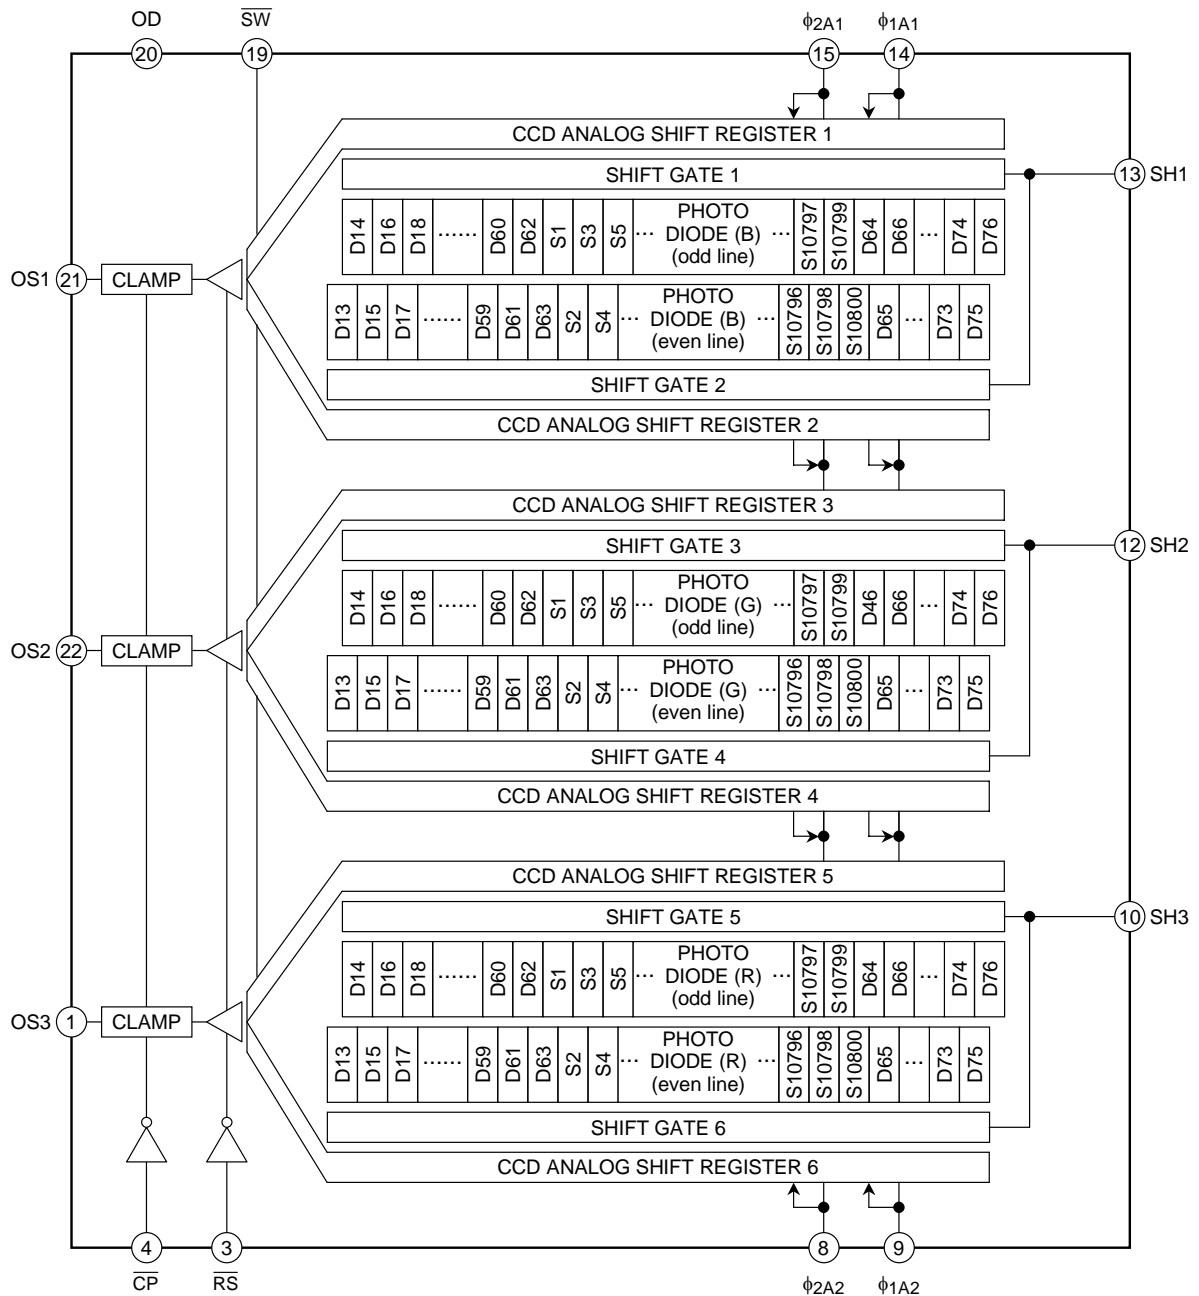 OD SW ϕ2A1 ϕ1A1
20 19 15 14
CCD ANALOG SHIFT REGISTER 1
SHIFT GATE 1
13 SH1
D14 D16 D18 ...... D60 D62 S1 S3 S5 ... PHOTO DIODE (B) (odd line) ... S10797 S10799 D64 D66 ... D74 D76
OS1 21 CLAMP
D13 D15 D17 ...... D59 D61 D63 S2 S4 ... PHOTO DIODE (B) (even line) ... S10796 S10798 S10800 D65 ... D73 D75
SHIFT GATE 2
CCD ANALOG SHIFT REGISTER 2
CCD ANALOG SHIFT REGISTER 3
SHIFT GATE 3
12 SH2
D14 D16 D18 ...... D60 D62 S1 S3 S5 ... PHOTO DIODE (G) (odd line) ... S10797 S10799 D46 D66 ... D74 D76
OS2 22 CLAMP
D13 D15 D17 ...... D59 D61 D63 S2 S4 ... PHOTO DIODE (G) (even line) ... S10796 S10798 S10800 D65 ... D73 D75
SHIFT GATE 4
CCD ANALOG SHIFT REGISTER 4
CCD ANALOG SHIFT REGISTER 5
SHIFT GATE 5
10 SH3
D14 D16 D18 ...... D60 D62 S1 S3 S5 ... PHOTO DIODE (R) (odd line) ... S10797 S10799 D64 D66 ... D74 D76
OS3 1 CLAMP
D13 D15 D17 ...... D59 D61 D63 S2 S4 ... PHOTO DIODE (R) (even line) ... S10796 S10798 S10800 D65 ... D73 D75
SHIFT GATE 6
CCD ANALOG SHIFT REGISTER 6
4 3 8 9
CP RS ϕ2A2 ϕ1A2